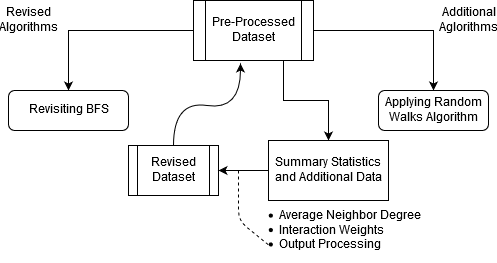 Revised
Algorithms
Pre-Processed
Dataset
Additional
Aglorithms
Revisiting BFS
Applying Random
Walks Algorithm
Revised
Dataset
Summary Statistics
and Additional Data
• Average Neighbor Degree
• Interaction Weights
• Output Processing